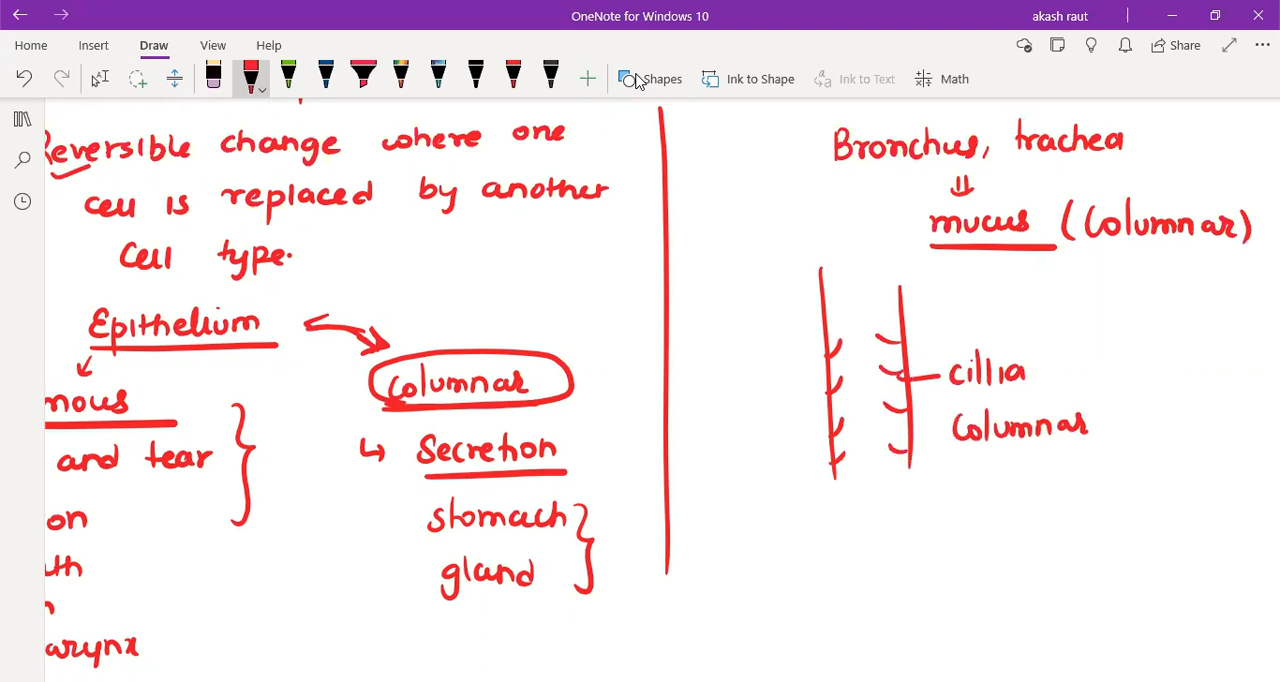 OneNote for Windows 10
akash raut
Home Insert Draw View Help
Share
Shapes Ink to Shape Ink to Text Math
Reversible change where one
cell is replaced by another
Cell type.
Epithelium
mous
and tear
on
th
n
arynx
Columnar
Secretion
stomach
gland
Bronchus, trachea
mucus (Columnar)
cillia
Columnar